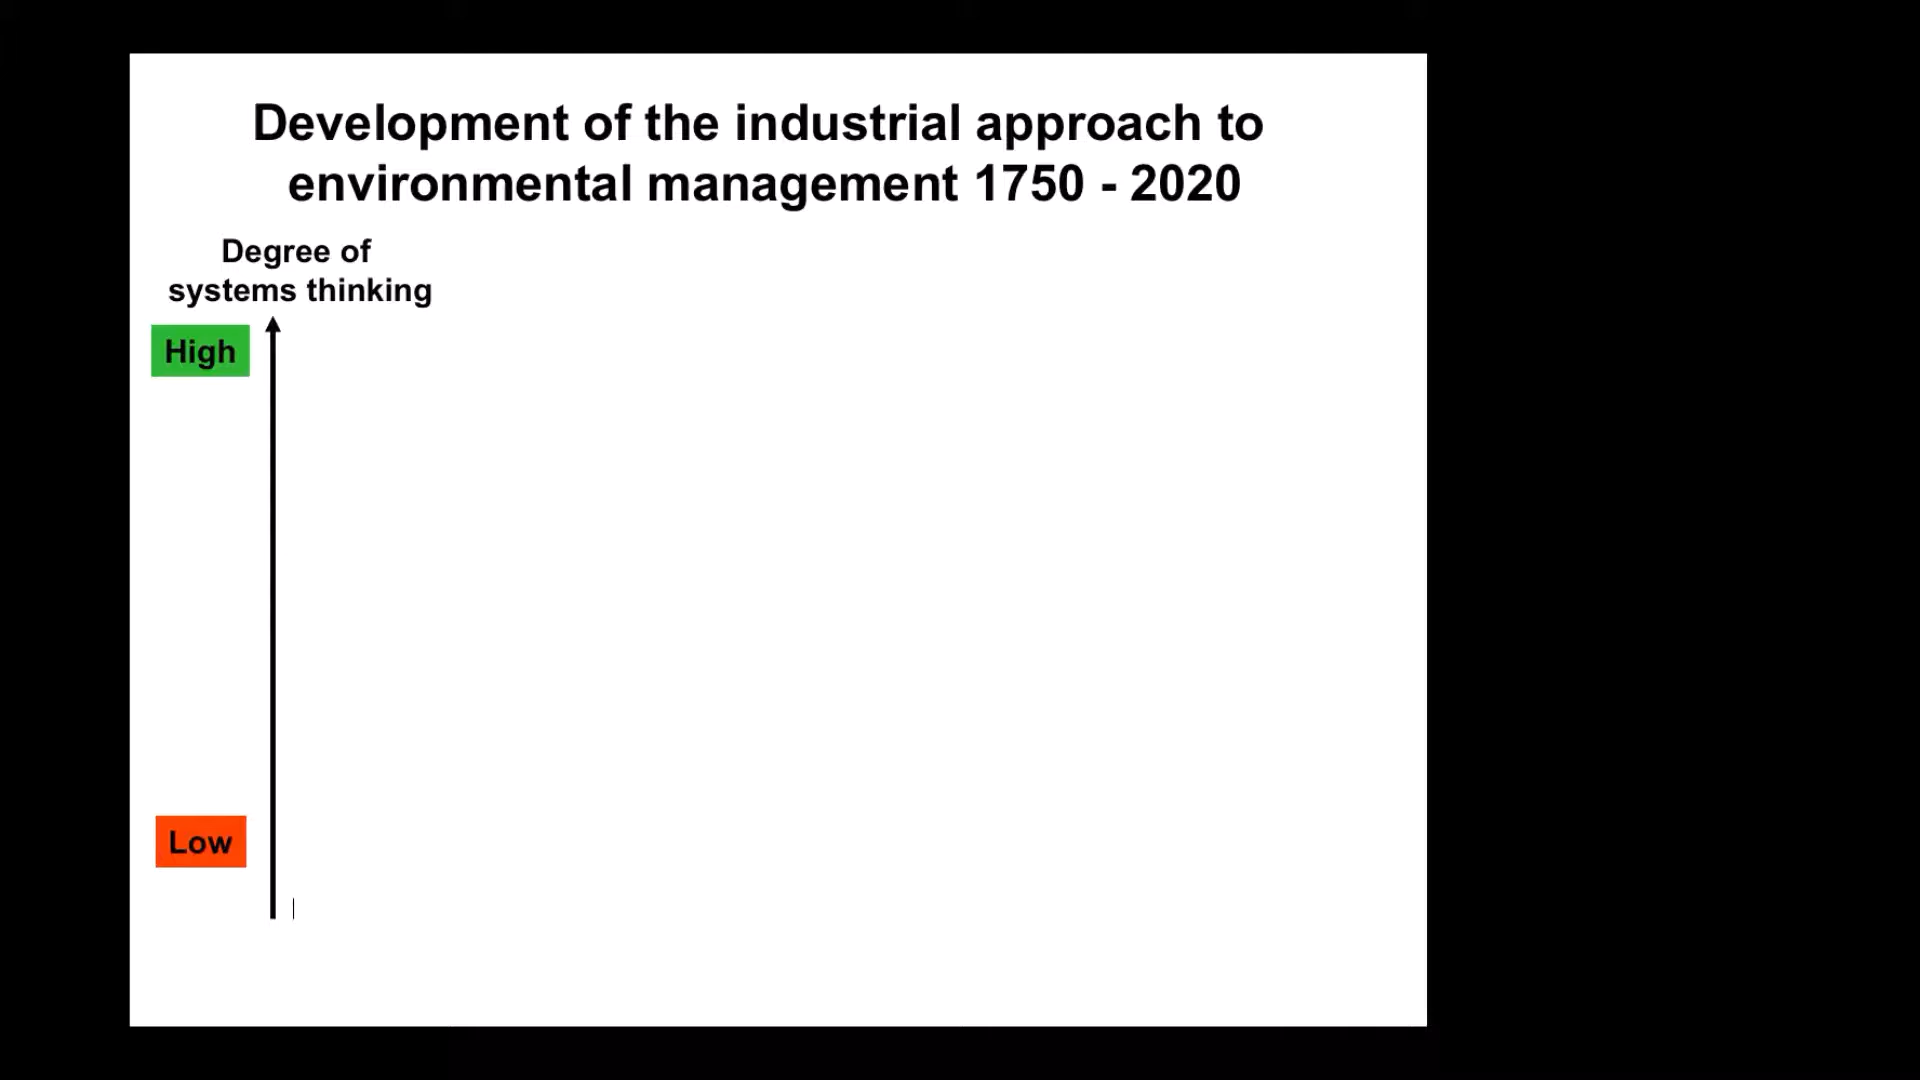 Development of the industrial approach to
environmental management 1750 - 2020
Degree of
systems thinking
High
Low